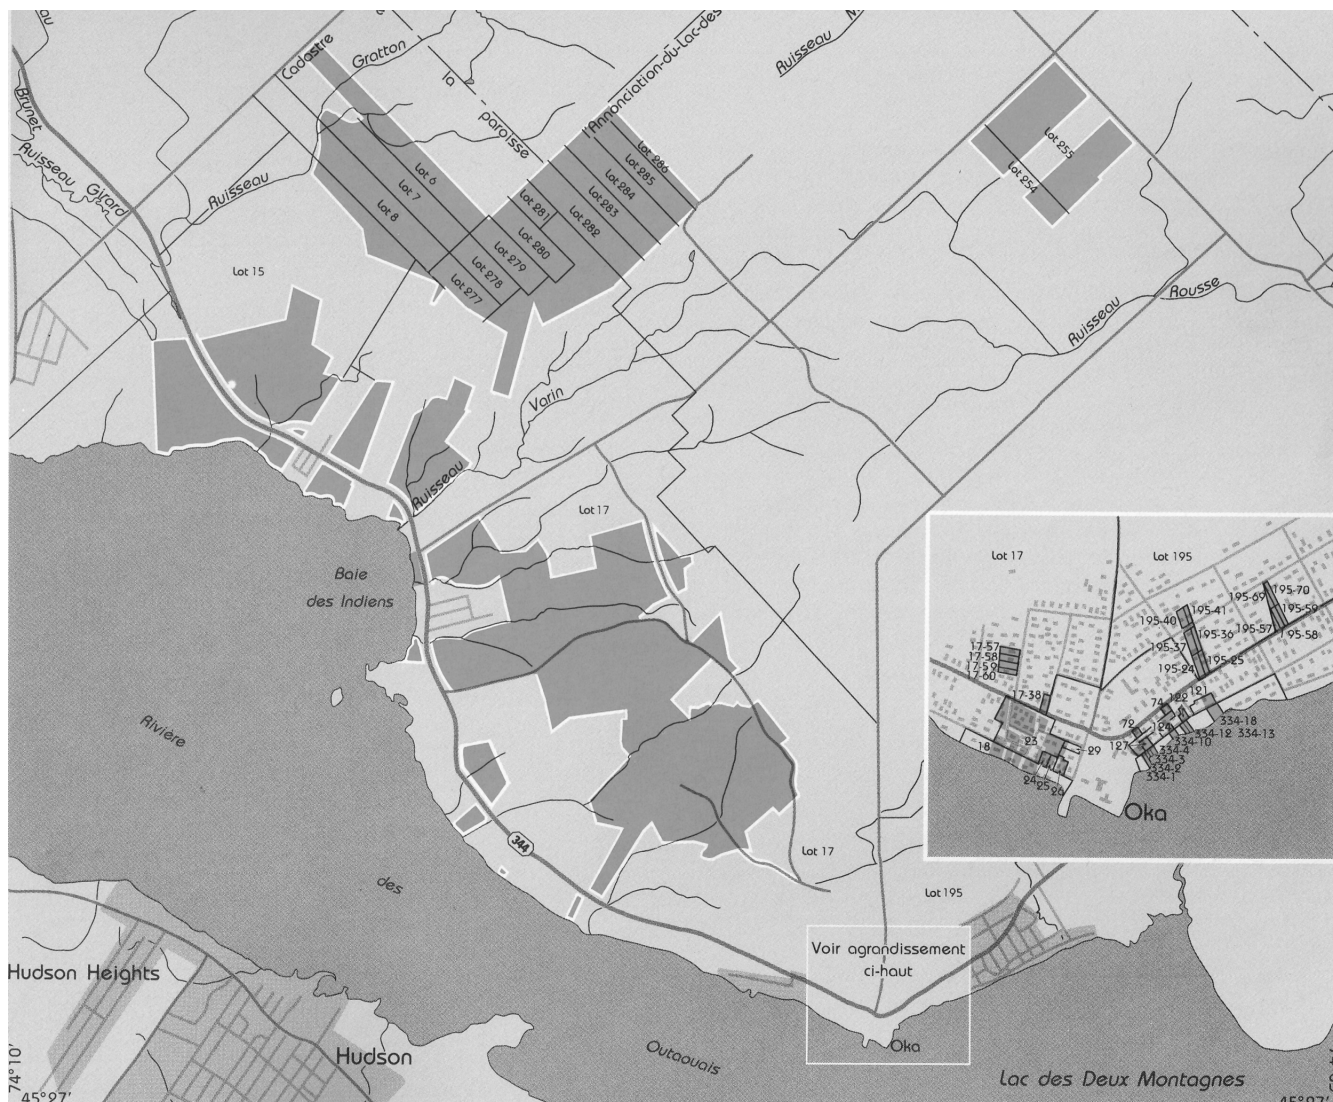 Cadastre
Gratton
la
paroisse
l'Annonciation-du-Lac-des-
Ruisseau
Brunet
Ruisseau
Girard
Ruisseau
Lot 6
Lot 7
Lot 8
Lot 286
Lot 285
Lot 284
Lot 283
Lot 282
Lot 281
Lot 280
Lot 279
Lot 278
Lot 277
Lot 255
Lot 254
Lot 15
Ruisseau
Rousse
Varin
Ruisseau
Lot 17
Baie
des Indiens
Rivière
des
Outaouais
344
Lot 17
Lot 195
Voir agrandissement
ci-haut
Oka
Hudson Heights
Hudson
Lac des Deux Montagnes
74°10'
45°27'
45°27'
Lot 17
Lot 195
195-70
195-69
195-59
195-57
95-58
195-41
195-40
195-36
195-37
195-25
195-24
17-57
17-58
17-59
17-60
17-38
121
122
74
72
124
127
334-18
334-12
334-13
334-10
334-4
334-3
334-2
334-1
29
23
18
24
25
26
Oka